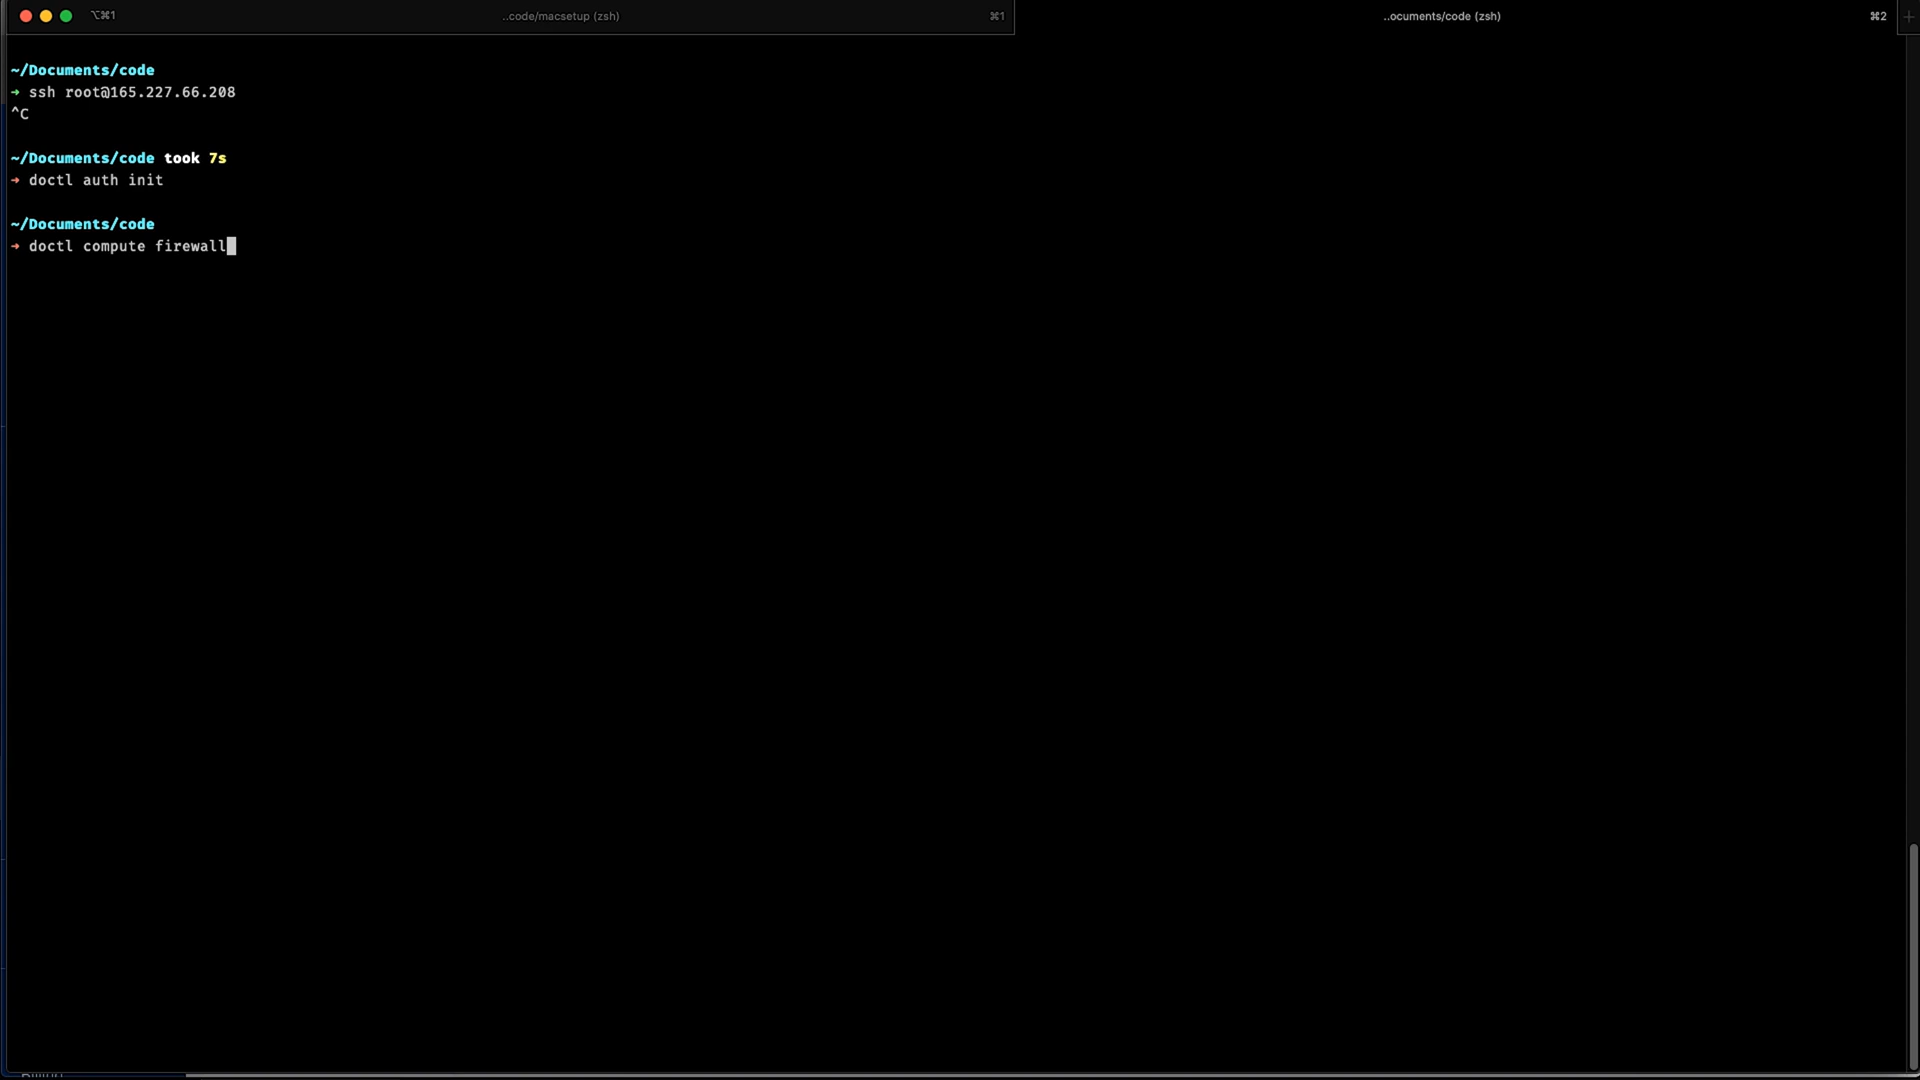 ⌥⌘1
..code/macsetup (zsh)
⌘1
..ocuments/code (zsh)
⌘2
~/Documents/code
➜ ssh root@165.227.66.208
^C
~/Documents/code took 7s
➜ doctl auth init
~/Documents/code
➜ doctl compute firewall